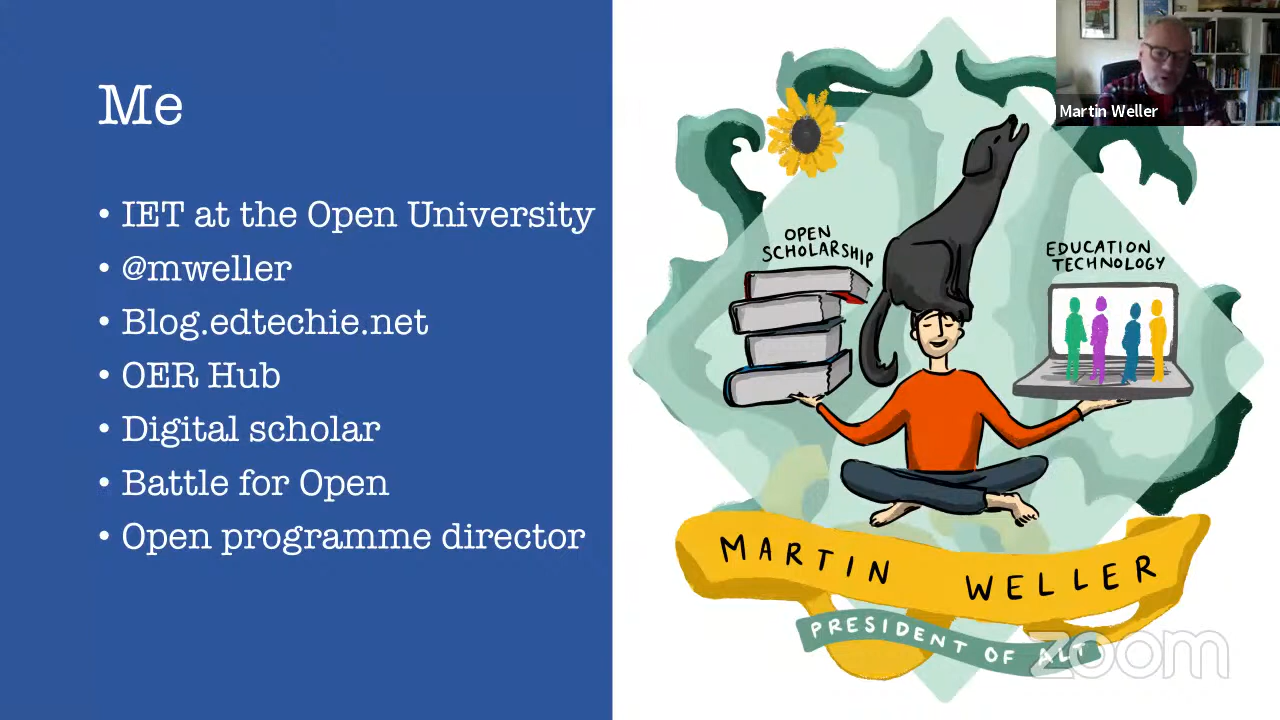 Me
• IET at the Open University
• @mweller
• Blog.edtechie.net
• OER Hub
• Digital scholar
• Battle for Open
• Open programme director
Martin Weller
OPEN
SCHOLARSHIP
EDUCATION
TECHNOLOGY
MARTIN WELLER
PRESIDENT OF ALT
zoom